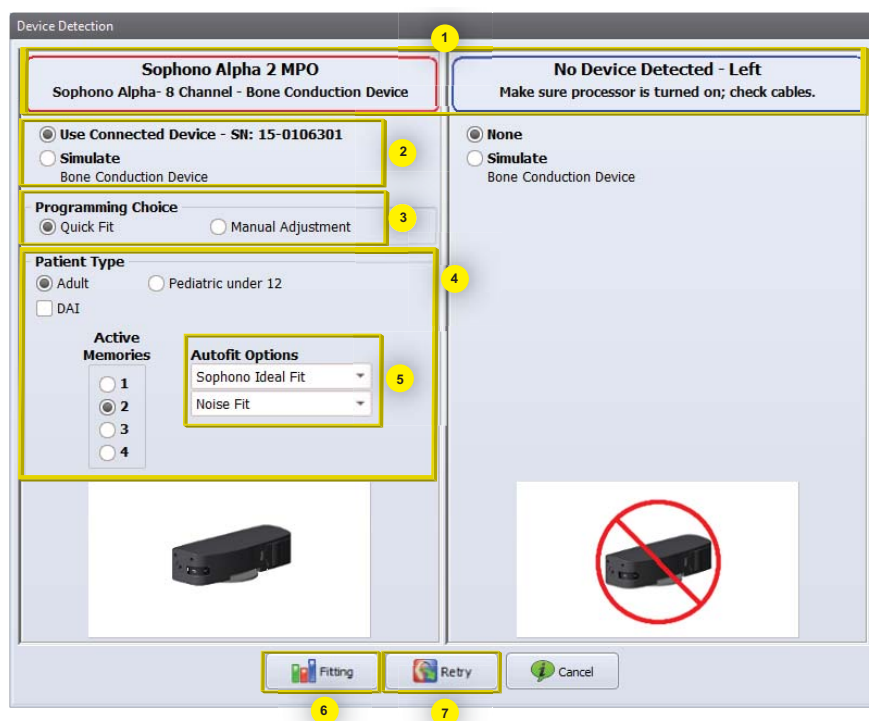 Device Detection
1
Sophono Alpha 2 MPO
Sophono Alpha- 8 Channel - Bone Conduction Device
No Device Detected - Left
Make sure processor is turned on; check cables.
Use Connected Device - SN: 15-0106301
Simulate
Bone Conduction Device
2
None
Simulate
Bone Conduction Device
Programming Choice
Quick Fit
Manual Adjustment
3
Patient Type
Adult
Pediatric under 12
4
DAI
Active
Memories
1
2
3
4
Autofit Options
Sophono Ideal Fit
Noise Fit
5
Fitting
Retry
Cancel
6
7